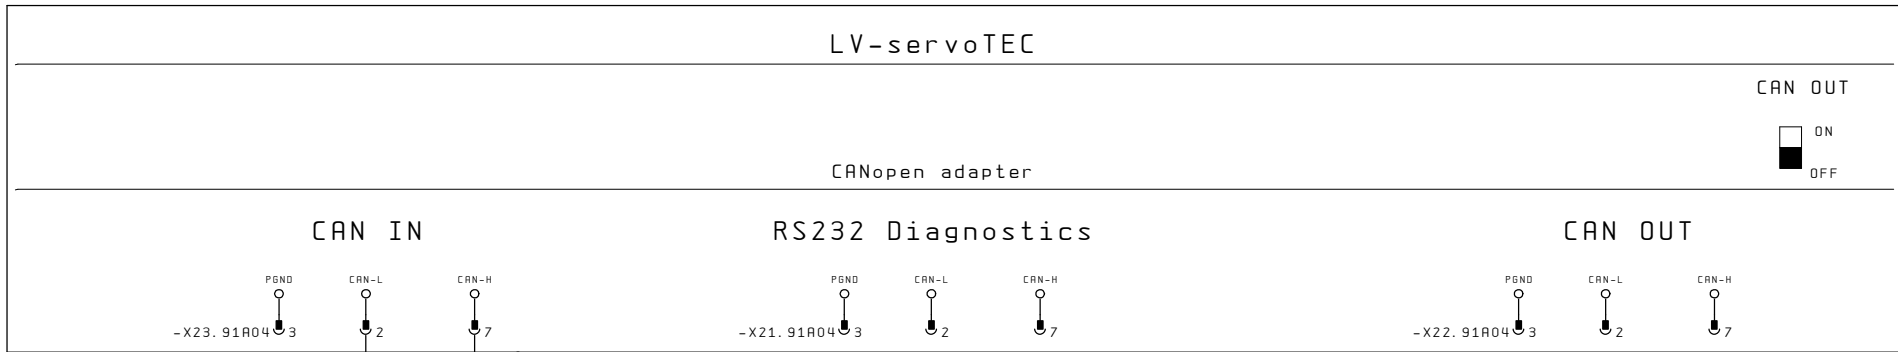 LV-servoTEC
CAN OUT
ON
CANopen adapter
OFF
CAN IN RS232 Diagnostics CAN OUT
PGND CAN-L CAN-H PGND CAN-L CAN-H PGND CAN-L CAN-H
-X23.91A04 3 2 7 -X21.91A04 3 2 7 -X22.91A04 3 2 7